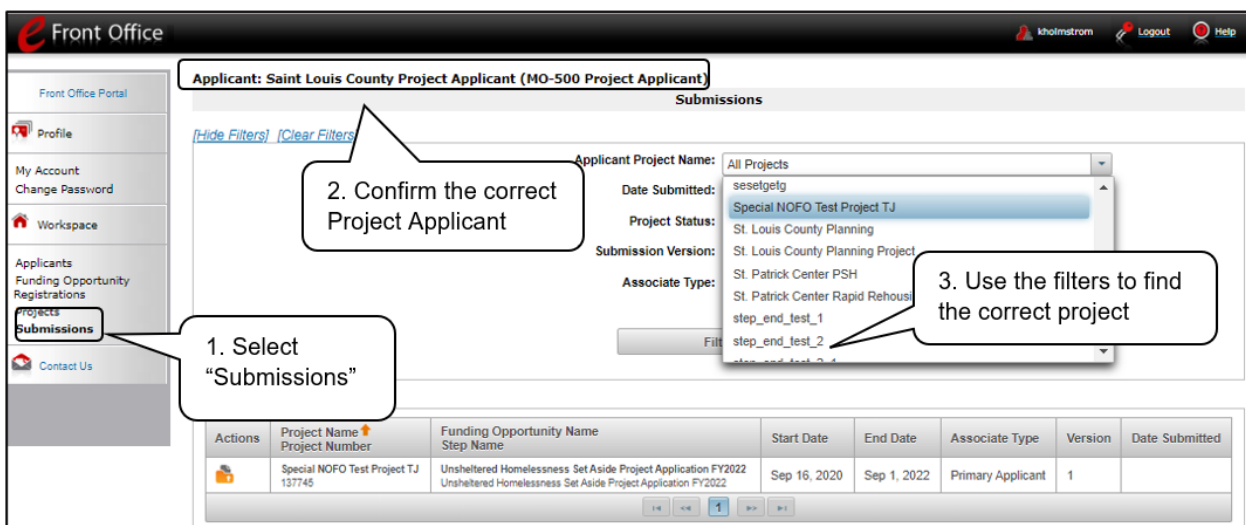 e Front Office
kholmstrom Logout Help
Applicant: Saint Louis County Project Applicant (MO-500 Project Applicant)
Submissions
Front Office Portal
Profile
My Account
Change Password
Workspace
Applicants
Funding Opportunity
Registrations
Projects
Submissions
Contact Us
[Hide Filters] [Clear Filters
2. Confirm the correct
Project Applicant
Applicant Project Name: All Projects
Date Submitted:
Project Status:
Submission Version:
Associate Type:
sesetgetg
Special NOFO Test Project TJ
St. Louis County Planning
St. Louis County Planning Project
St. Patrick Center PSH
St. Patrick Center Rapid Rehousi
step_end_test_1
step_end_test_2
step_end_test_2_1
Filt
3. Use the filters to find
the correct project
1. Select
“Submissions”
Actions
Project Name
Project Number
Funding Opportunity Name
Step Name
Start Date
End Date
Associate Type
Version
Date Submitted
Special NOFO Test Project TJ
137745
Unsheltered Homelessness Set Aside Project Application FY2022
Unsheltered Homelessness Set Aside Project Application FY2022
Sep 16, 2020
Sep 1, 2022
Primary Applicant
1
1